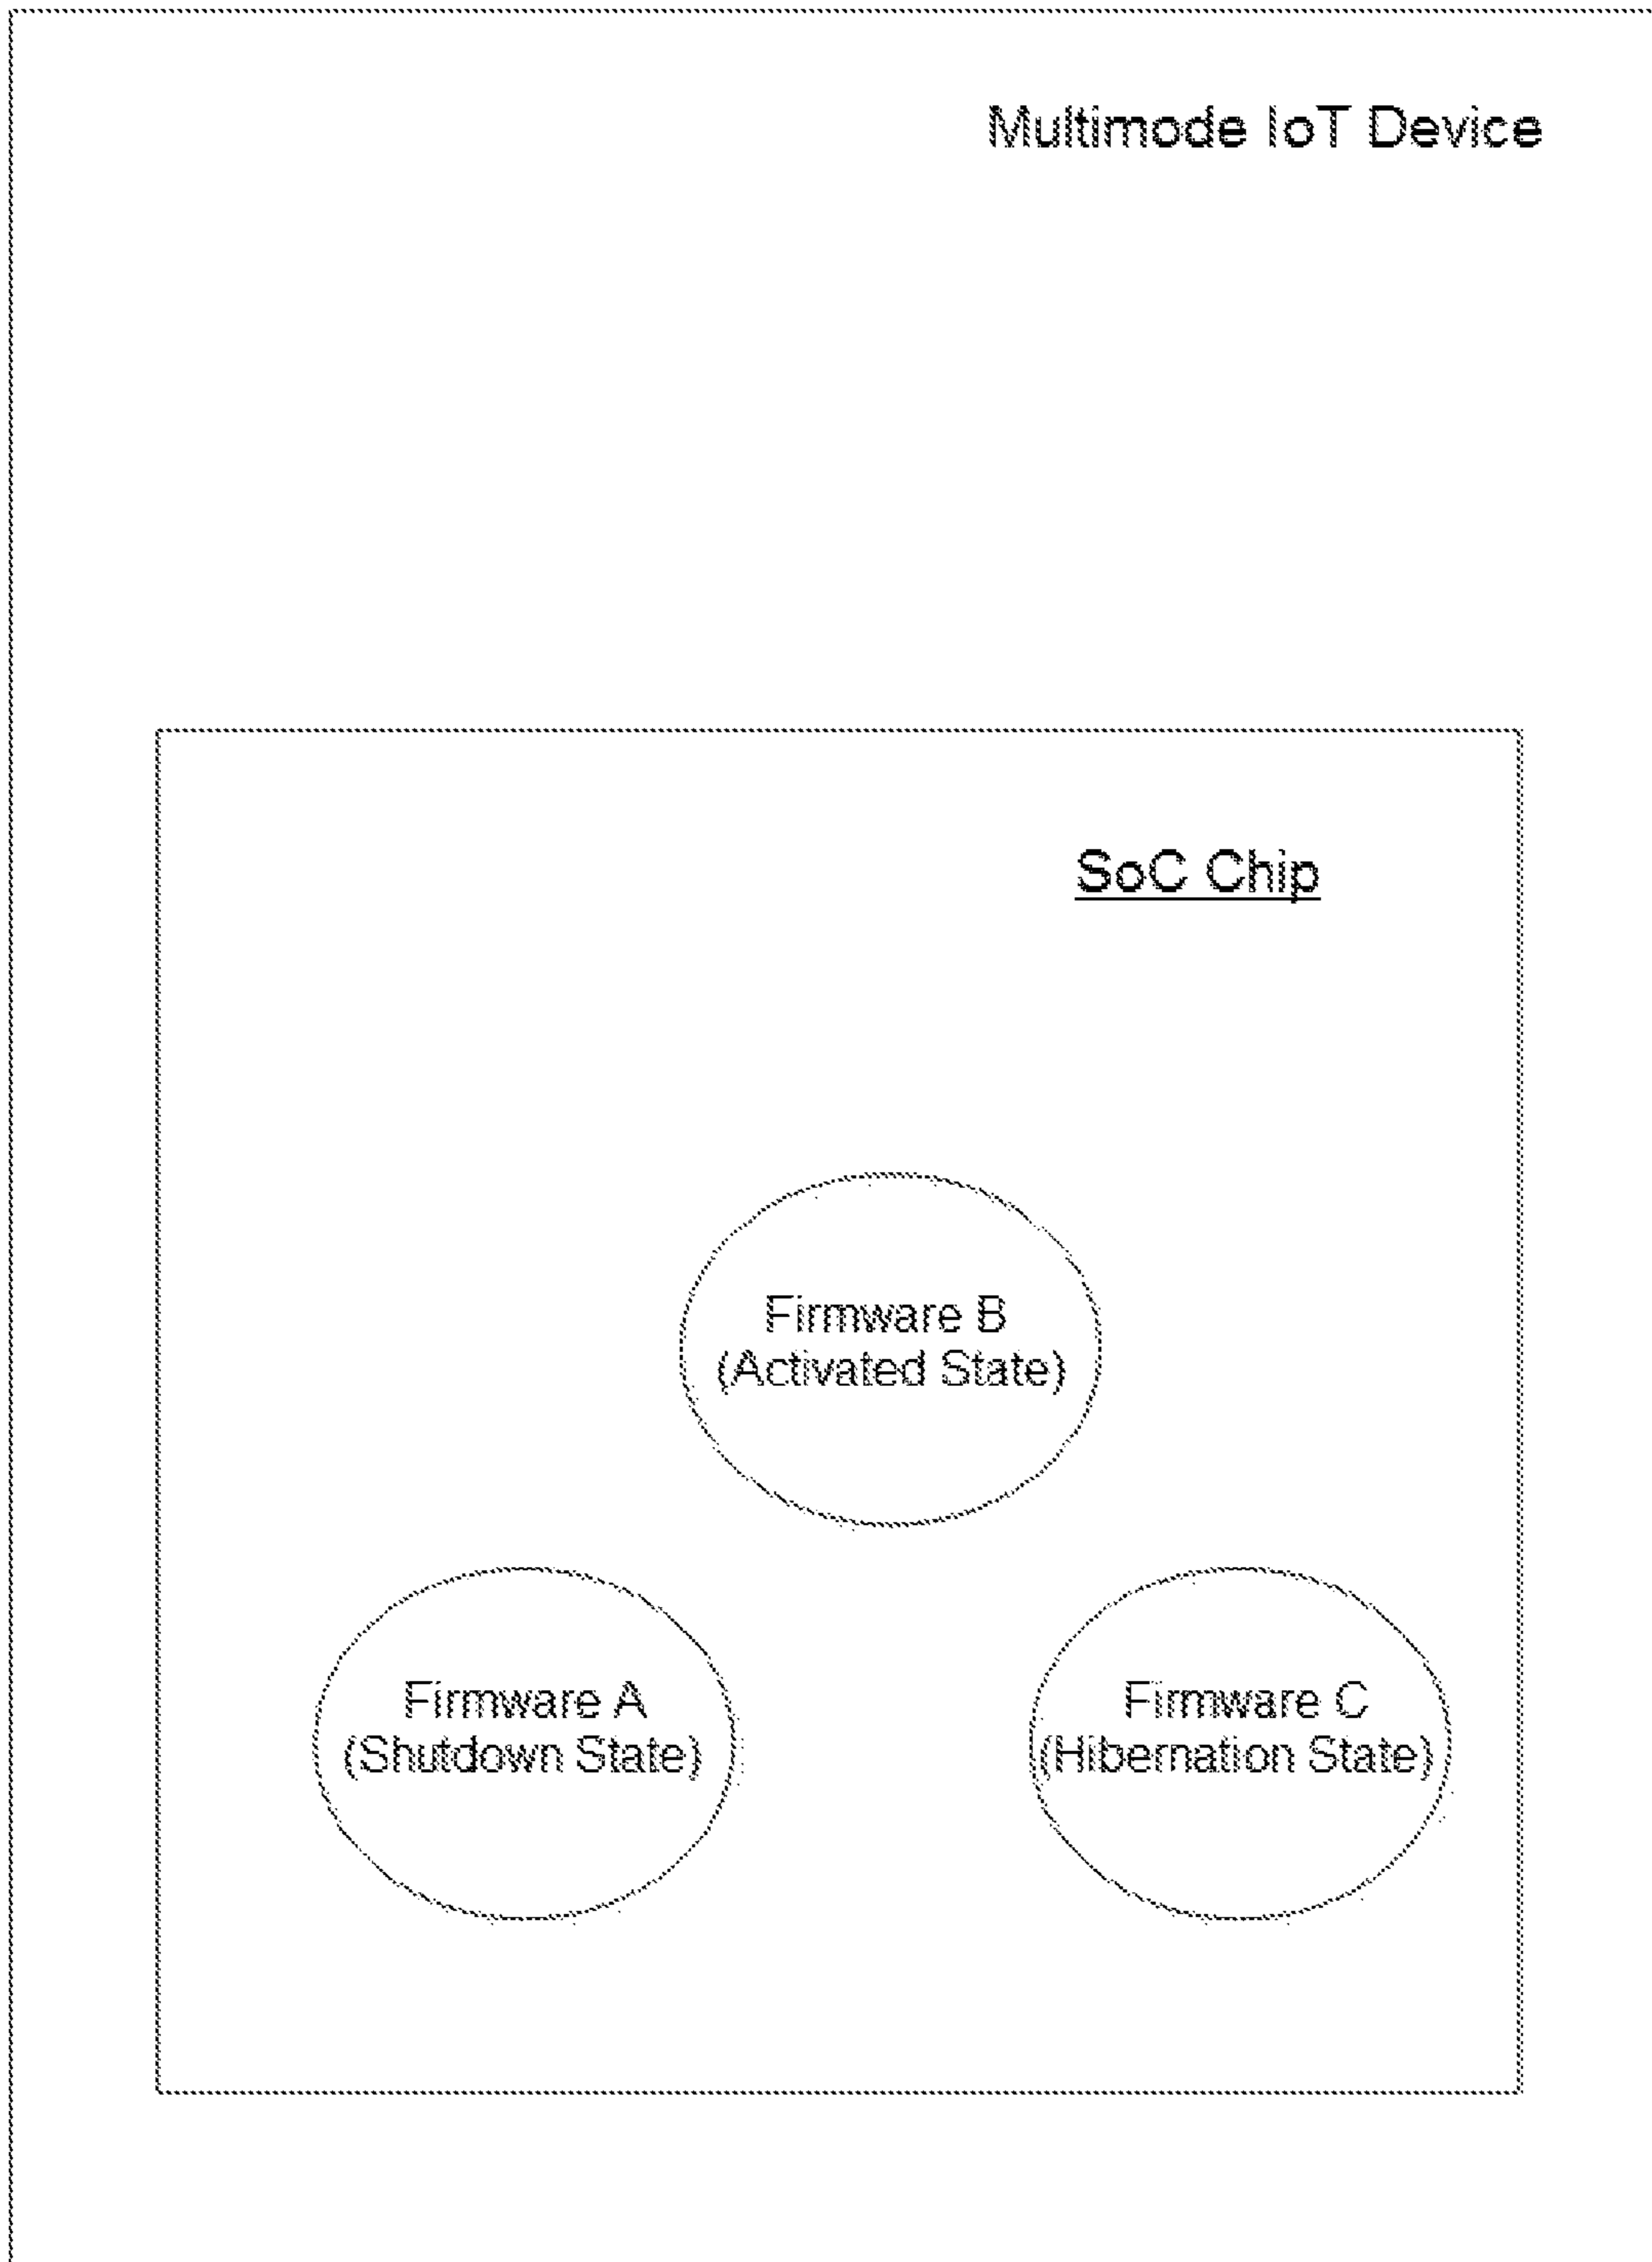 Multimode IoT Device
SoC Chip
Firmware B
(Activated State)
Firmware A
(Shutdown State)
Firmware C
(Hibernation State)